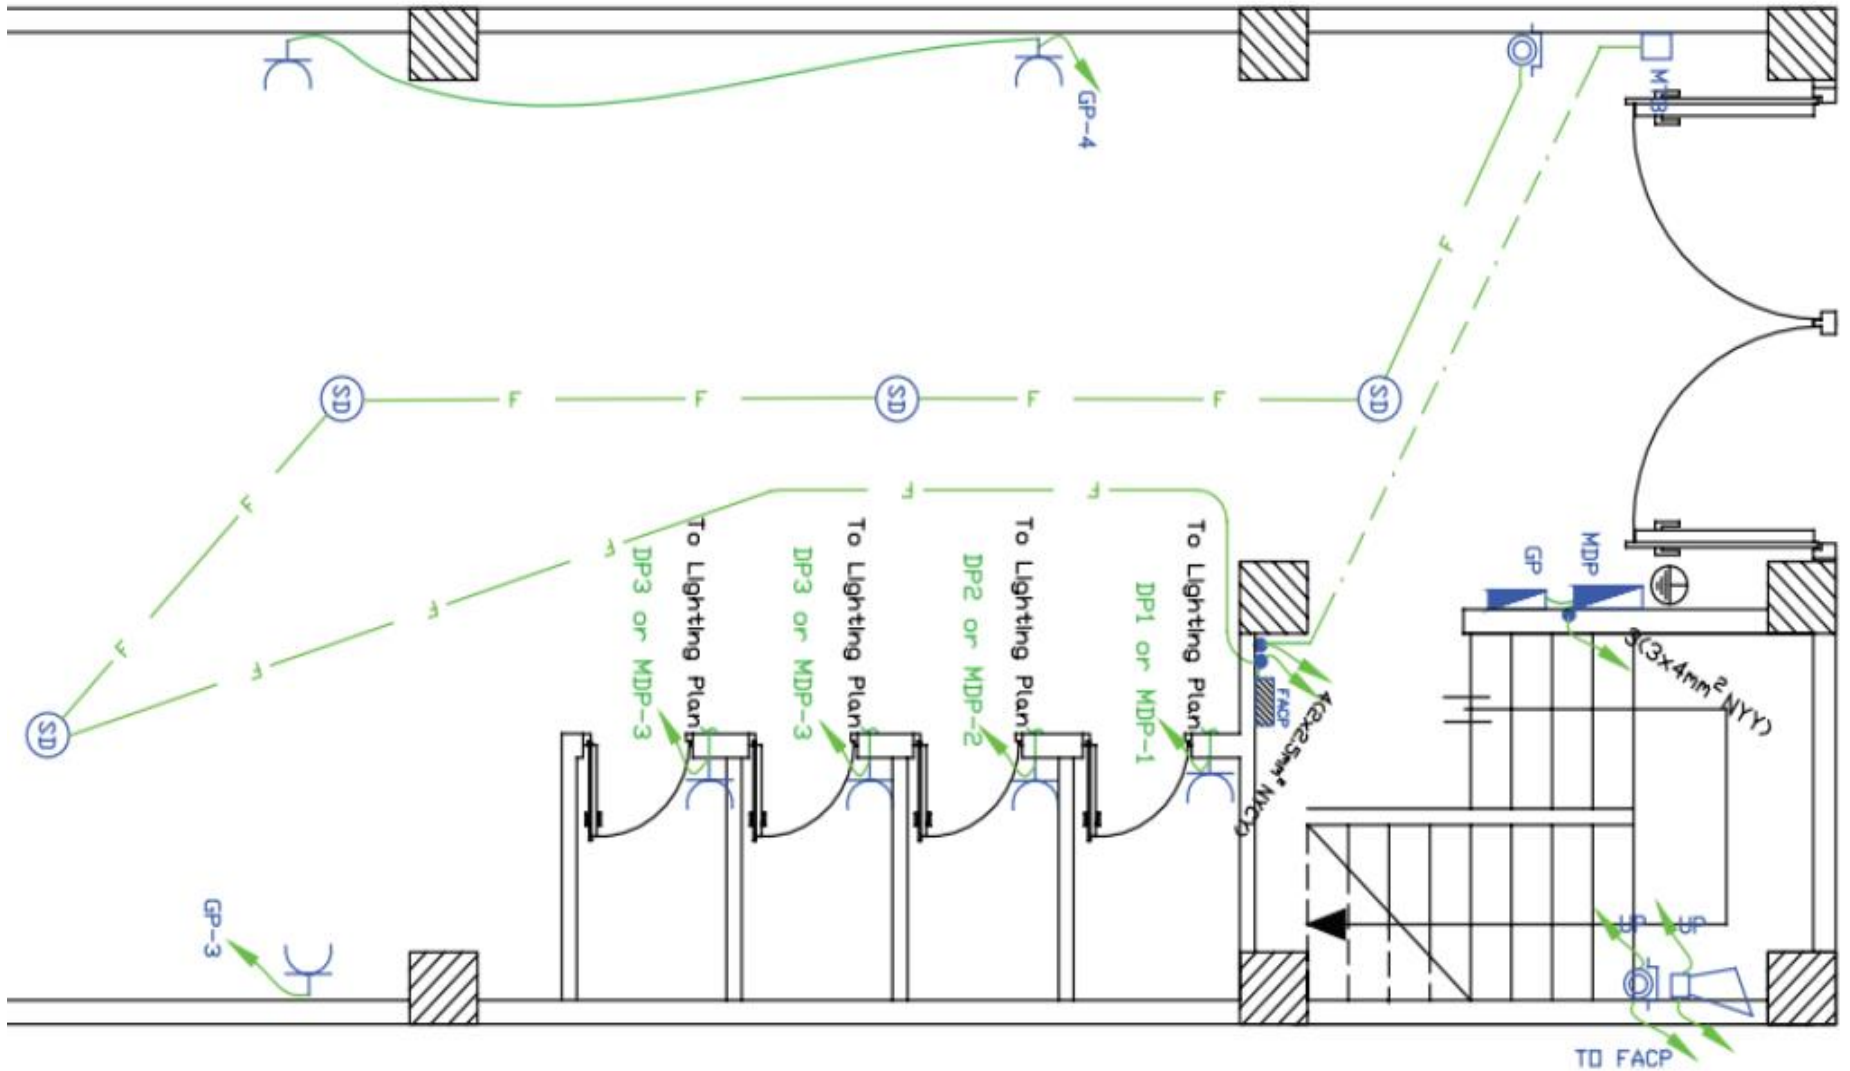 GP-4
MTB
F
SD
F
F
SD
F
F
SD
F
F
F
F
F
F
F
SD
F
To Lighting Plan
DP3 or MDP-3
To Lighting Plan
DP3 or MDP-3
To Lighting Plan
DP2 or MDP-2
To Lighting Plan
DP1 or MDP-1
FACP
4(2x2.5mm² NYCY)
GP
MDP
3(3x4mm² NYY)
GP-3
UP
UP
TO FACP